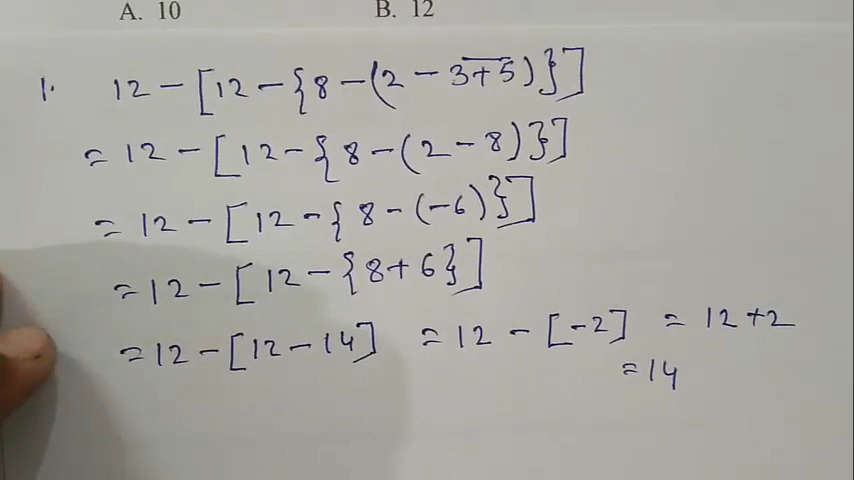 A. 10 B. 12
1. 12 - [12 - {8 - (2 - 3̅+̅5̅)}]
= 12 - [12 - {8 - (2 - 8)}]
= 12 - [12 - {8 - (-6)}]
= 12 - [12 - {8 + 6}]
= 12 - [12 - 14] = 12 - [-2] = 12 + 2
= 14